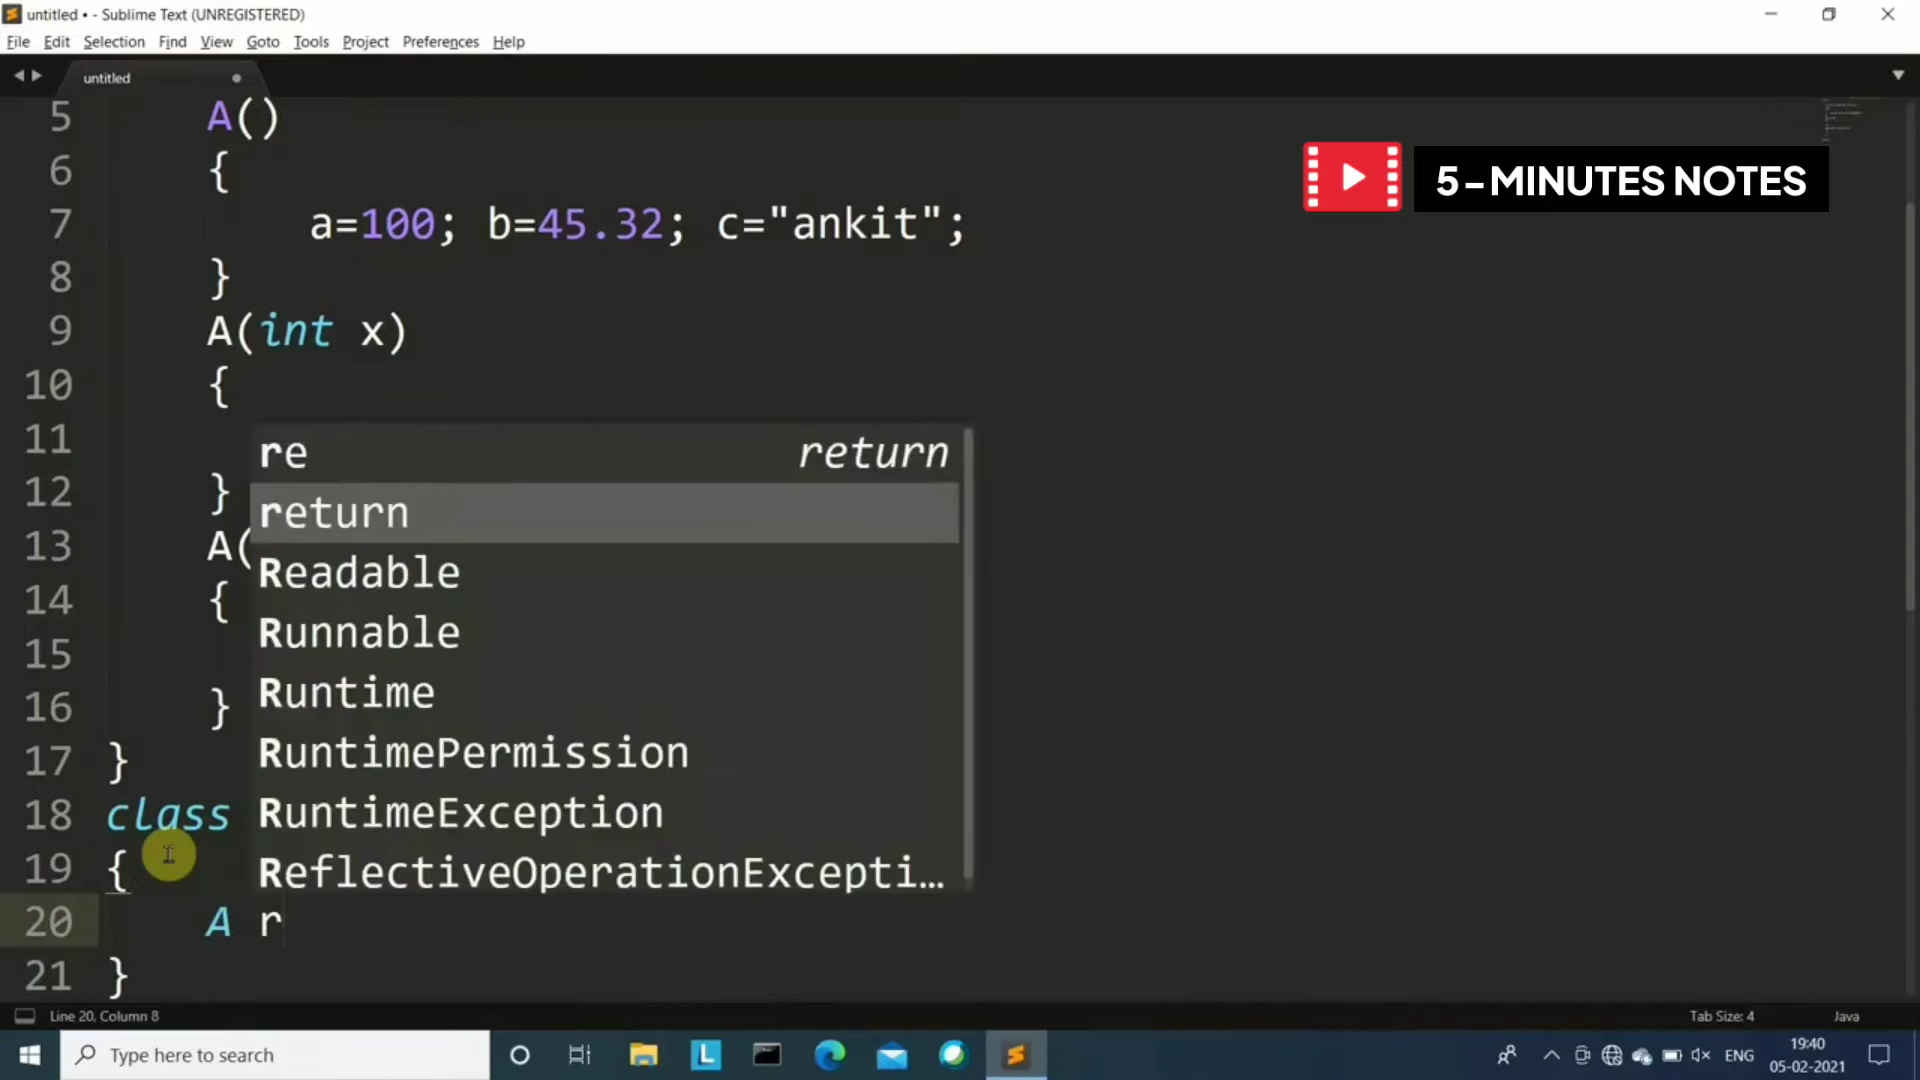 untitled • - Sublime Text (UNREGISTERED)
File Edit Selection Find View Goto Tools Project Preferences Help
untitled
5 A()
5-MINUTES NOTES
6 {
7 a=100; b=45.32; c="ankit";
8 }
9 A(int x)
10 {
11
re return
12 }
return
13 A(
Readable
14 {
Runnable
15
Runtime
16 }
RuntimePermission
17 }
18 class
RuntimeException
19 {
ReflectiveOperationExcepti…
20 A r
21 }
Line 20, Column 8 Tab Size: 4 Java
Type here to search
L
ENG
19:40
05-02-2021